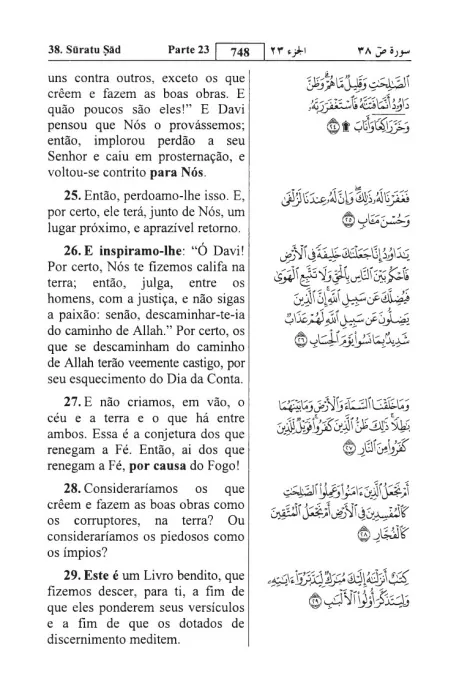 38. Sūratu Ṣād Parte 23 748 الجزء ٢٣ سورة صٓ ٣٨
uns contra outros, exceto os que
crêem e fazem as boas obras. E
quão poucos são eles!” E Davi
pensou que Nós o provássemos;
então, implorou perdão a seu
Senhor e caiu em prosternação, e
voltou-se contrito para Nós.
25. Então, perdoamo-lhe isso. E,
por certo, ele terá, junto de Nós, um
lugar próximo, e aprazível retorno.
26. E inspiramo-lhe: “Ó Davi!
Por certo, Nós te fizemos califa na
terra; então, julga, entre os
homens, com a justiça, e não sigas
a paixão: senão, descaminhar-te-ia
do caminho de Allah.” Por certo, os
que se descaminham do caminho
de Allah terão veemente castigo, por
seu esquecimento do Dia da Conta.
27. E não criamos, em vão, o
céu e a terra e o que há entre
ambos. Essa é a conjetura dos que
renegam a Fé. Então, ai dos que
renegam a Fé, por causa do Fogo!
28. Consideraríamos os que
crêem e fazem as boas obras como
os corruptores, na terra? Ou
consideraríamos os piedosos como
os ímpios?
29. Este é um Livro bendito, que
fizemos descer, para ti, a fim de
que eles ponderem seus versículos
e a fim de que os dotados de
discernimento meditem.
ٱلصَّـٰلِحَـٰتِ وَقَلِيلٌ مَّا هُمْ ۗ وَظَنَّ
دَاوُۥدُ أَنَّمَا فَتَنَّـٰهُ فَٱسْتَغْفَرَ رَبَّهُۥ
وَخَرَّ رَاكِعًا وَأَنَابَ ۩ ﴿٢٤﴾
فَغَفَرْنَا لَهُۥ ذَٰلِكَ ۖ وَإِنَّ لَهُۥ عِندَنَا لَزُلْفَىٰ
وَحُسْنَ مَـَٔابٍ ﴿٢٥﴾
يَـٰدَاوُۥدُ إِنَّا جَعَلْنَـٰكَ خَلِيفَةً فِى ٱلْأَرْضِ
فَٱحْكُم بَيْنَ ٱلنَّاسِ بِٱلْحَقِّ وَلَا تَتَّبِعِ ٱلْهَوَىٰ
فَيُضِلَّكَ عَن سَبِيلِ ٱللَّهِ ۚ إِنَّ ٱلَّذِينَ
يَضِلُّونَ عَن سَبِيلِ ٱللَّهِ لَهُمْ عَذَابٌ
شَدِيدٌۢ بِمَا نَسُوا۟ يَوْمَ ٱلْحِسَابِ ﴿٢٦﴾
وَمَا خَلَقْنَا ٱلسَّمَآءَ وَٱلْأَرْضَ وَمَا بَيْنَهُمَا
بَـٰطِلًا ۚ ذَٰلِكَ ظَنُّ ٱلَّذِينَ كَفَرُوا۟ ۚ فَوَيْلٌ لِّلَّذِينَ
كَفَرُوا۟ مِنَ ٱلنَّارِ ﴿٢٧﴾
أَمْ نَجْعَلُ ٱلَّذِينَ ءَامَنُوا۟ وَعَمِلُوا۟ ٱلصَّـٰلِحَـٰتِ
كَٱلْمُفْسِدِينَ فِى ٱلْأَرْضِ أَمْ نَجْعَلُ ٱلْمُتَّقِينَ
كَٱلْفُجَّارِ ﴿٢٨﴾
كِتَـٰبٌ أَنزَلْنَـٰهُ إِلَيْكَ مُبَـٰرَكٌ لِّيَدَّبَّرُوٓا۟ ءَايَـٰتِهِۦ
وَلِيَتَذَكَّرَ أُو۟لُوا۟ ٱلْأَلْبَـٰبِ ﴿٢٩﴾